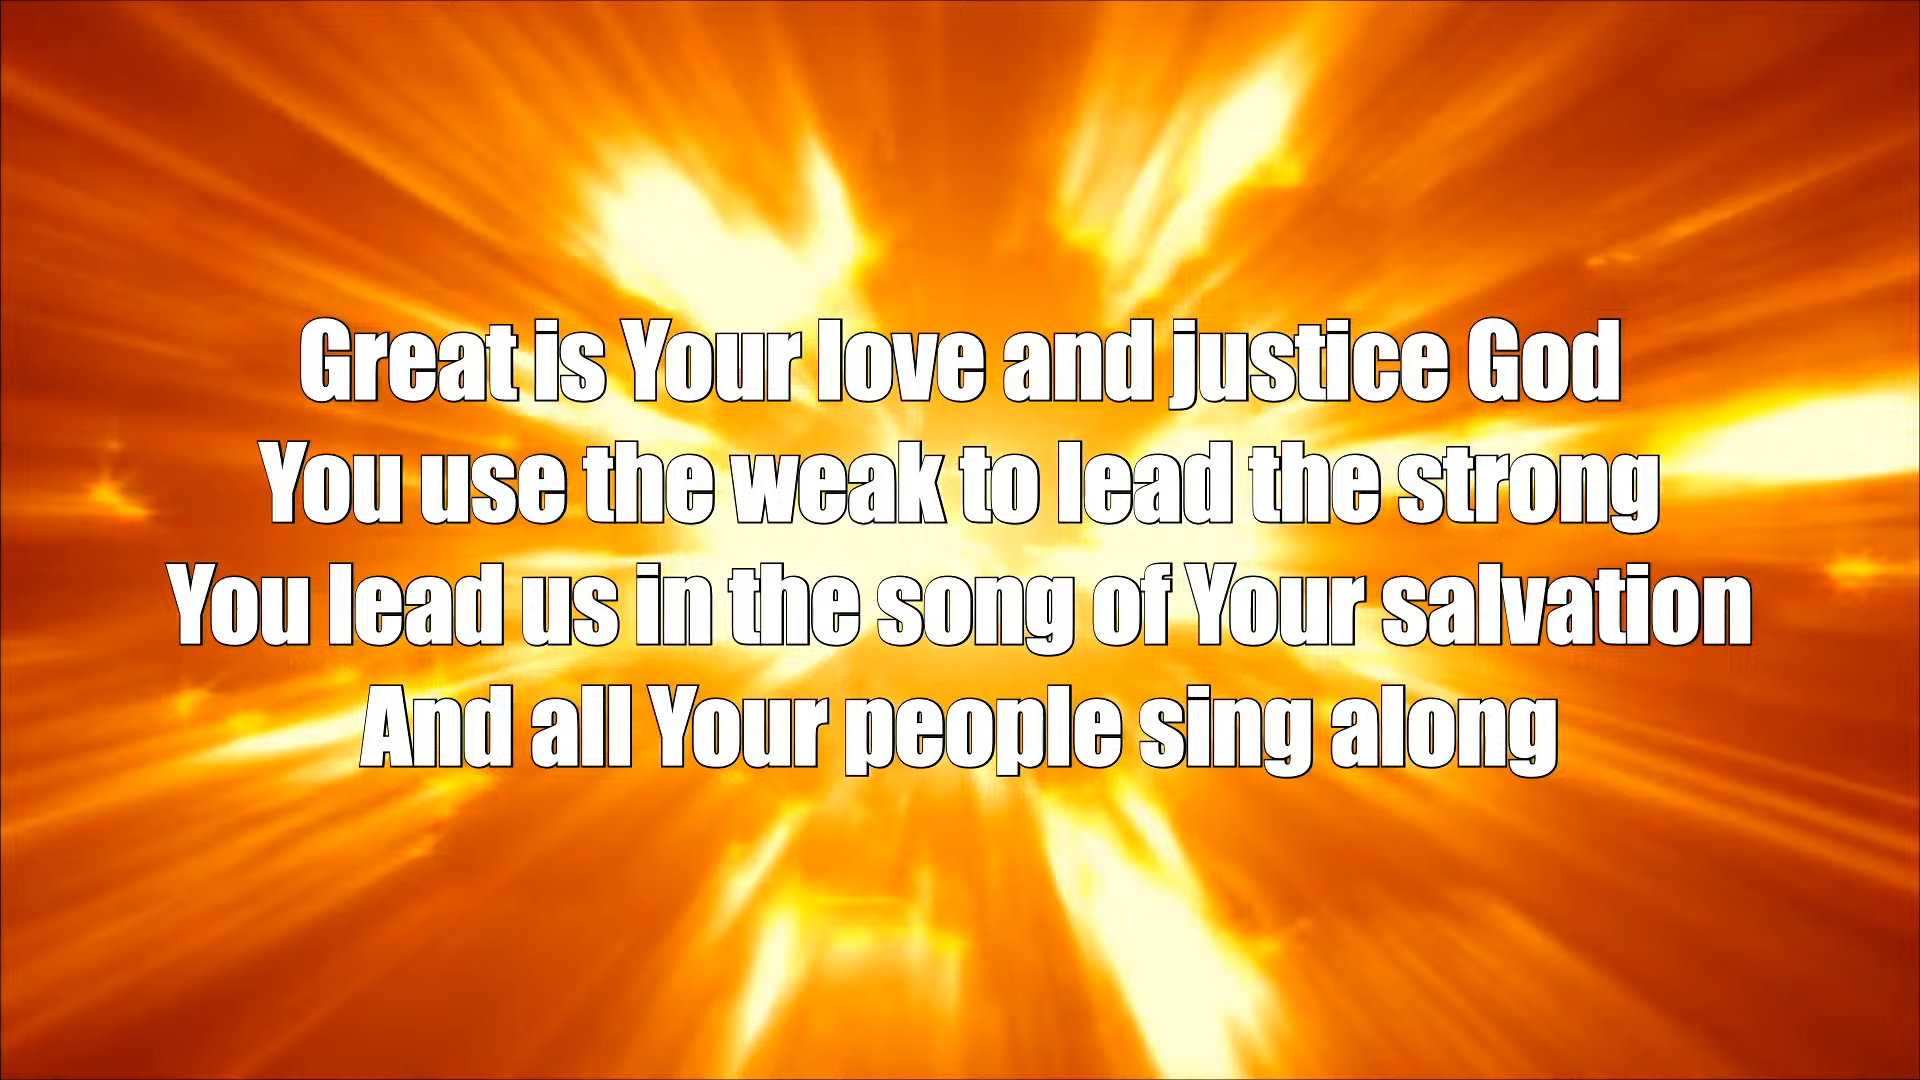 Great is Your love and justice God
You use the weak to lead the strong
You lead us in the song of Your salvation
And all Your people sing along